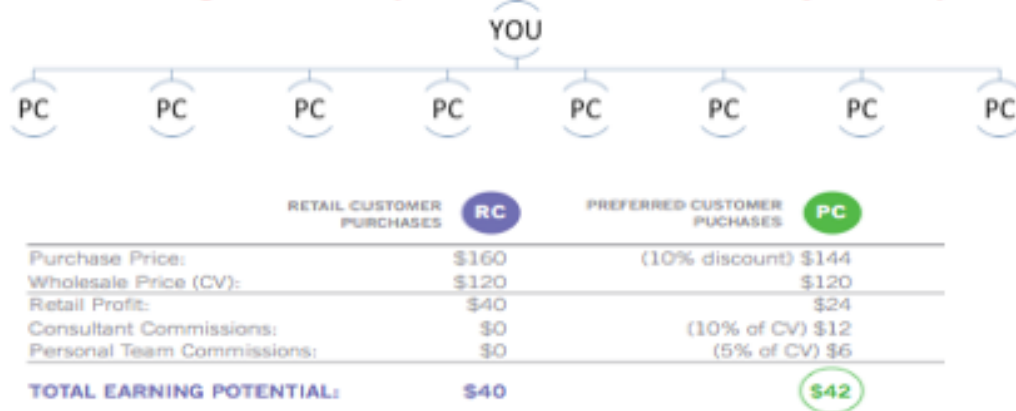 YOU
PC PC PC PC PC PC PC PC
RETAIL CUSTOMER PURCHASES RC PREFERRED CUSTOMER PUCHASES PC
Purchase Price: $160 (10% discount) $144
Wholesale Price (CV): $120 $120
Retail Profit: $40 $24
Consultant Commissions: $0 (10% of CV) $12
Personal Team Commissions: $0 (5% of CV) $6
TOTAL EARNING POTENTIAL: $40 $42